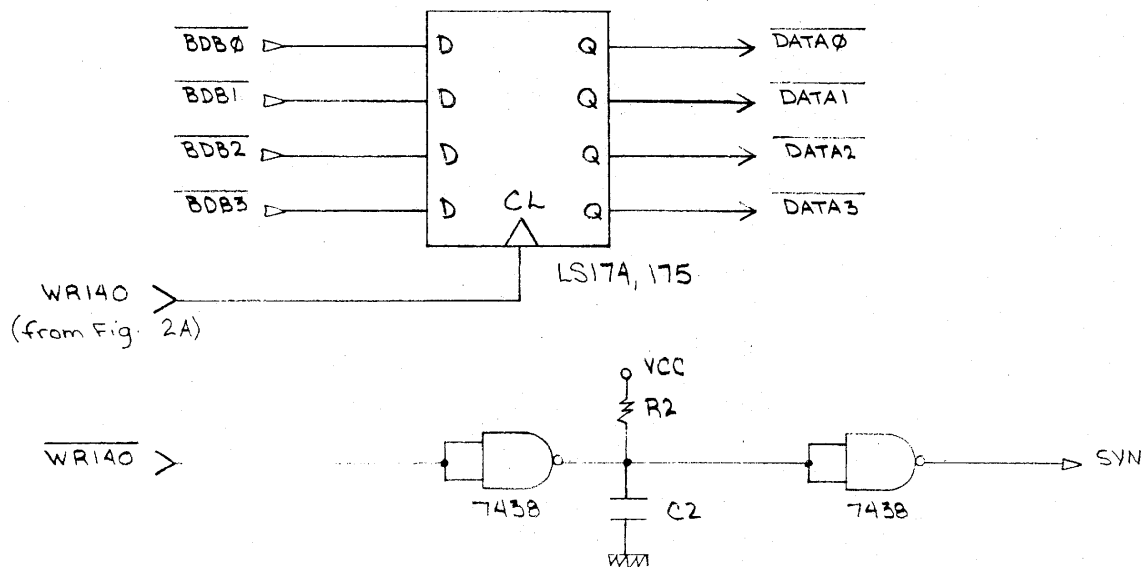 BDBØ D Q DATAØ
BDB1 D Q DATA1
BDB2 D Q DATA2
BDB3 D CL Q DATA3
LS174, 175
WR140
(from Fig. 2A)
VCC
R2
WR140
SYN
7438
C2
7438